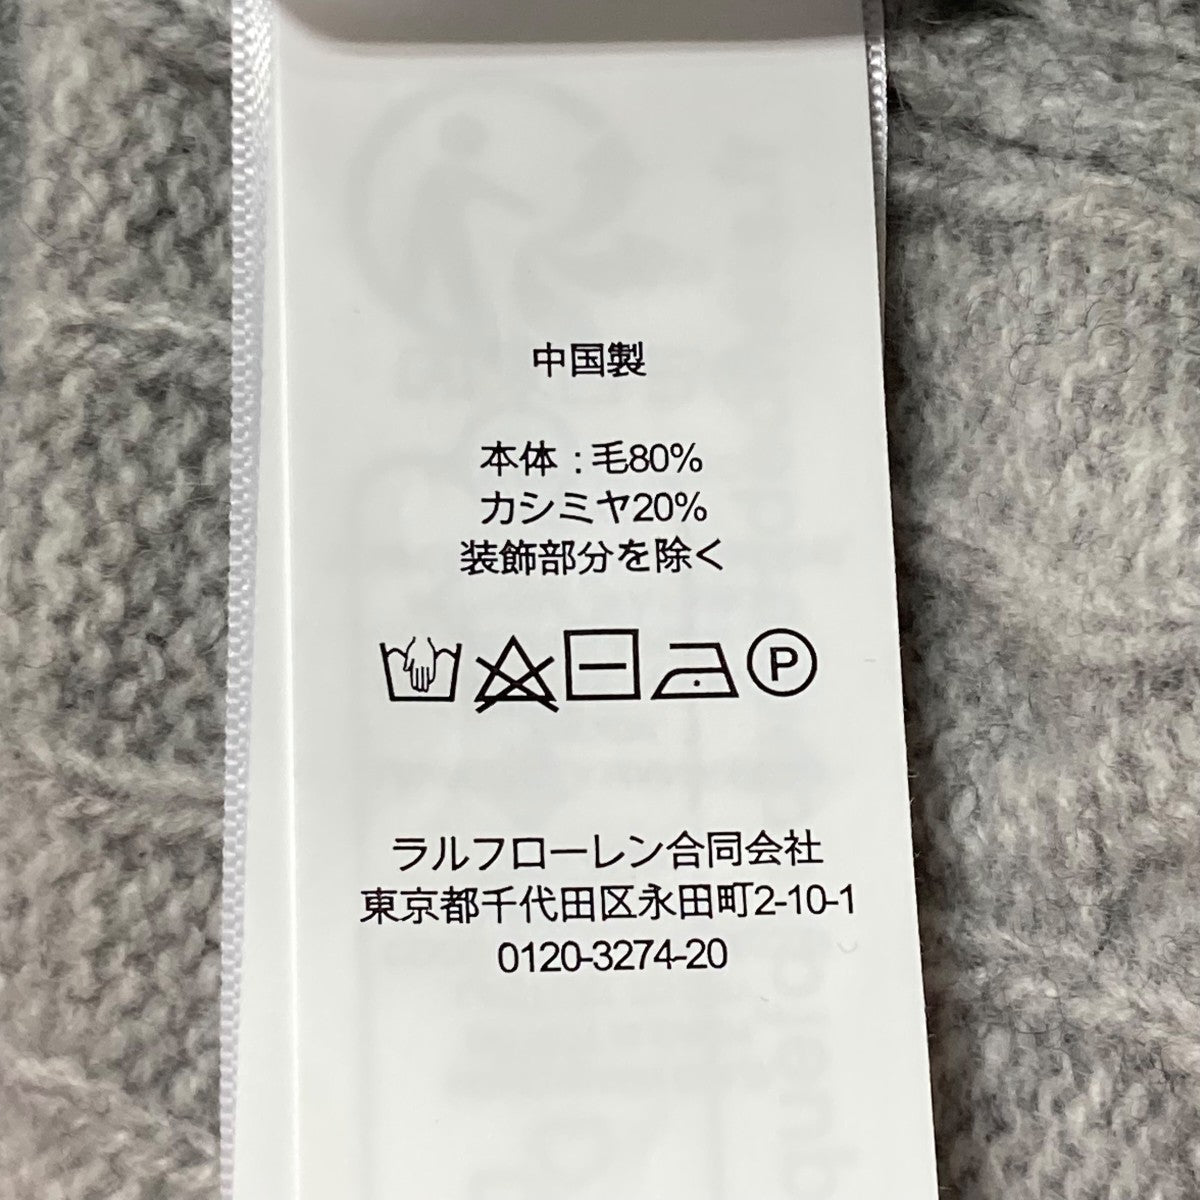 中国製
本体 : 毛80%
カシミヤ20%
装飾部分を除く
P
ラルフローレン合同会社
東京都千代田区永田町2-10-1
0120-3274-20